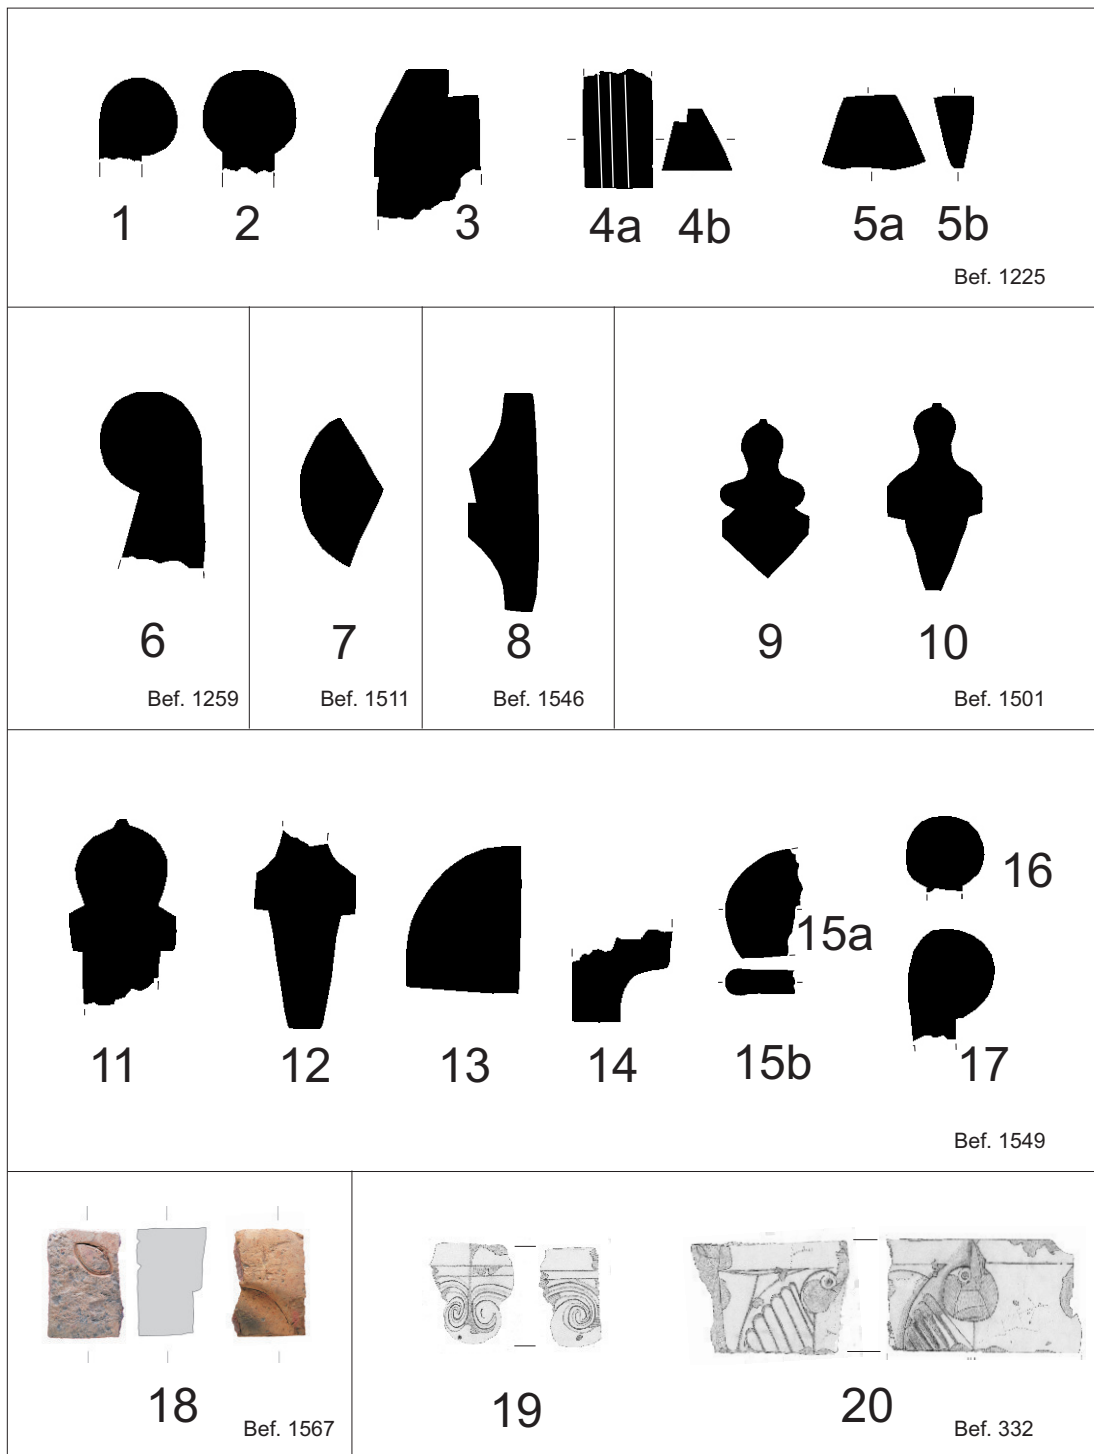 1 2 3 4a 4b 5a 5b
Bef. 1225
6 7 8 9 10
Bef. 1259 Bef. 1511 Bef. 1546 Bef. 1501
16
15a
11 12 13 14 15b 17
Bef. 1549
18 19 20
Bef. 1567 Bef. 332